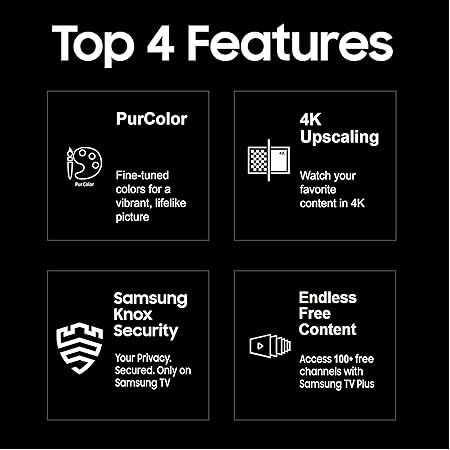 Top 4 Features
PurColor
PurColor
Fine-tuned
colors for a
vibrant, lifelike
picture
4K
Upscaling
4K
Watch your
favorite
content in 4K
Samsung
Knox
Security
Your Privacy.
Secured. Only on
Samsung TV
Endless
Free
Content
Access 100+ free
channels with
Samsung TV Plus